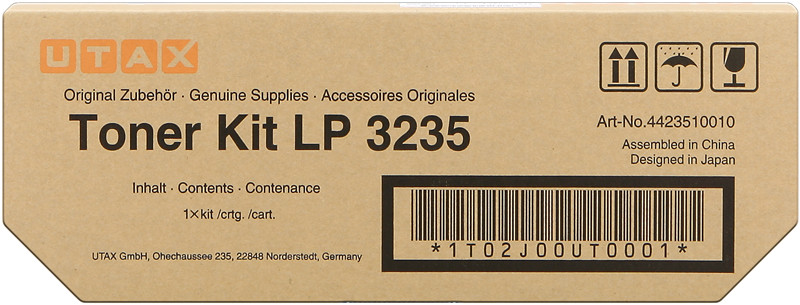 UTAX
Original Zubehör · Genuine Supplies · Accessoires Originales
Toner Kit LP 3235
Art-No.4423510010
Assembled in China
Designed in Japan
Inhalt · Contents · Contenance
1×kit /crtg. /cart.
*1T02J00UT0001*
UTAX GmbH, Ohechaussee 235, 22848 Norderstedt, Germany